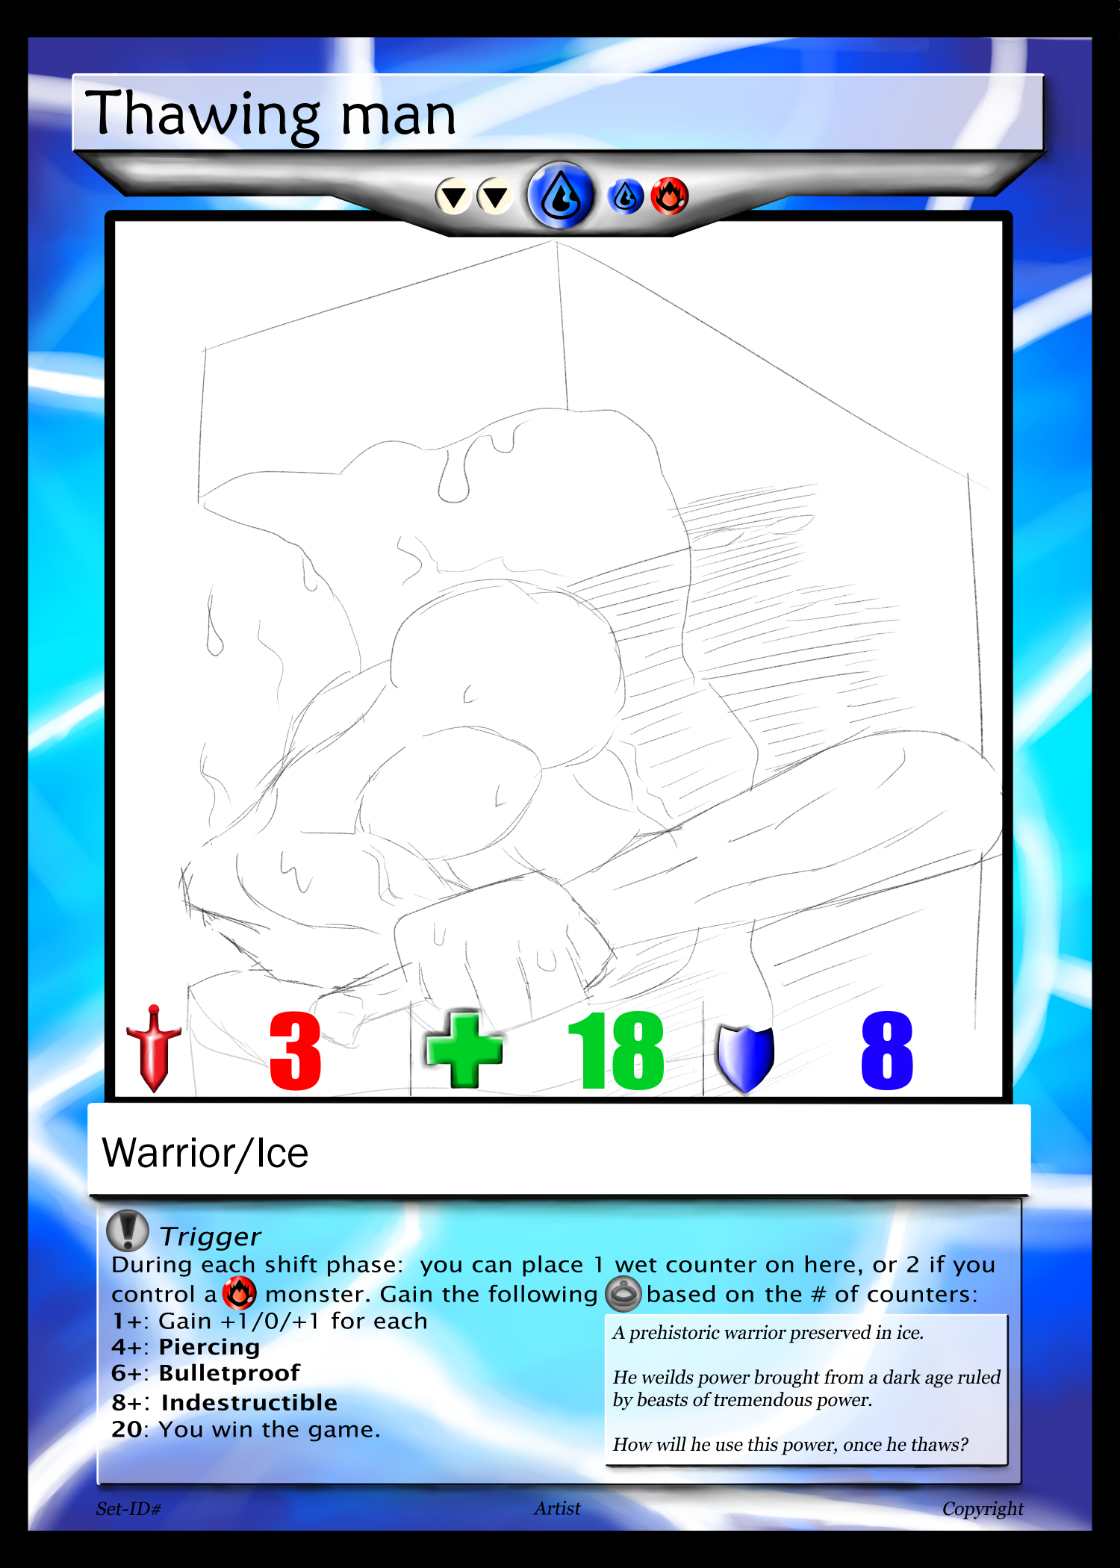 Thawing man
3 18 8
Warrior/Ice
Trigger
During each shift phase: you can place 1 wet counter on here, or 2 if you
control a monster. Gain the following based on the # of counters:
1+: Gain +1/0/+1 for each
4+: Piercing
6+: Bulletproof
8+: Indestructible
20: You win the game.
A prehistoric warrior preserved in ice.
He weilds power brought from a dark age ruled
by beasts of tremendous power.
How will he use this power, once he thaws?
Set-ID# Artist Copyright